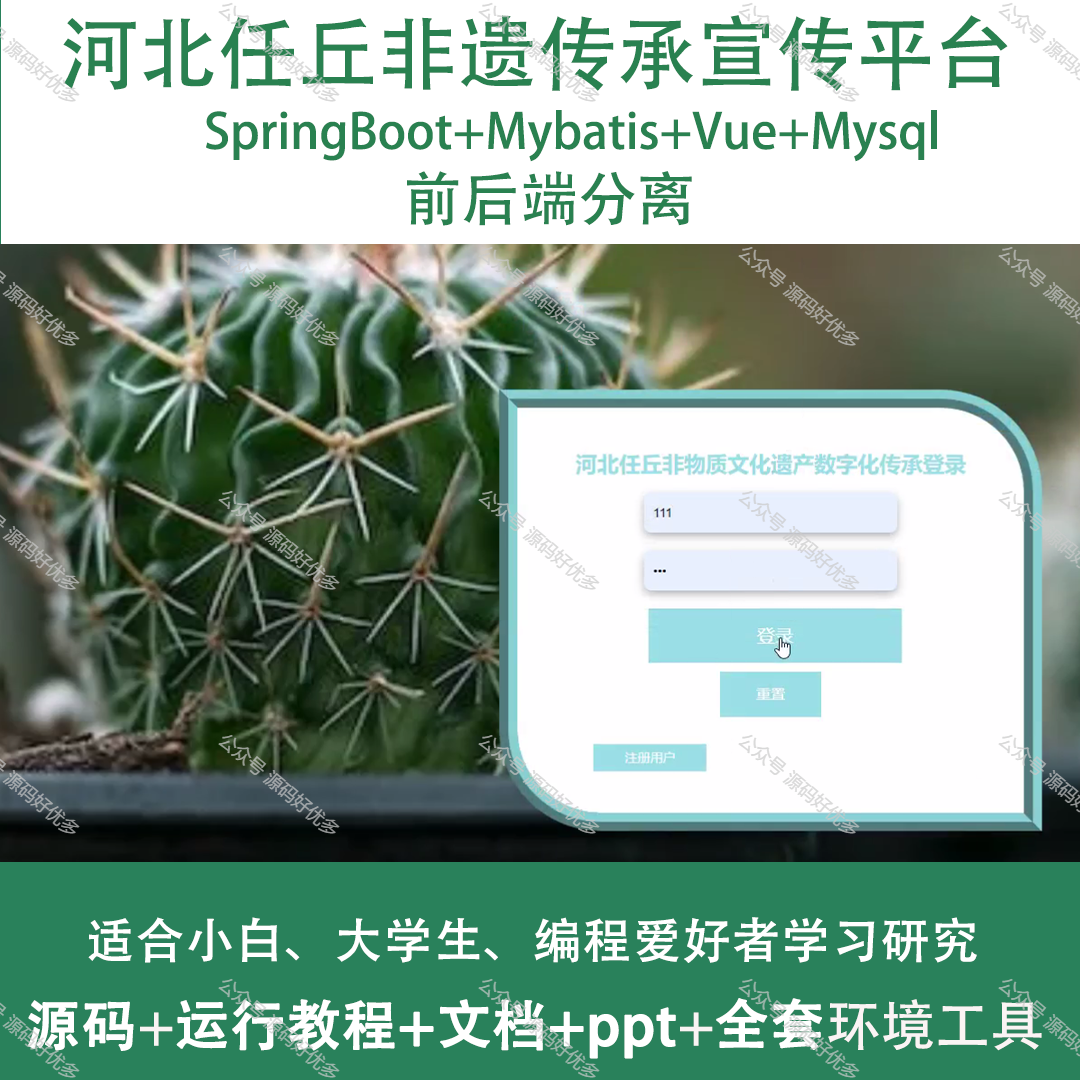 河北任丘非遗传承宣传平台
SpringBoot+Mybatis+Vue+Mysql
前后端分离
河北任丘非物质文化遗产数字化传承登录
111
•••
登录
重置
注册用户
适合小白、大学生、编程爱好者学习研究
源码+运行教程+文档+ppt+全套环境工具
公众号 源码好优多